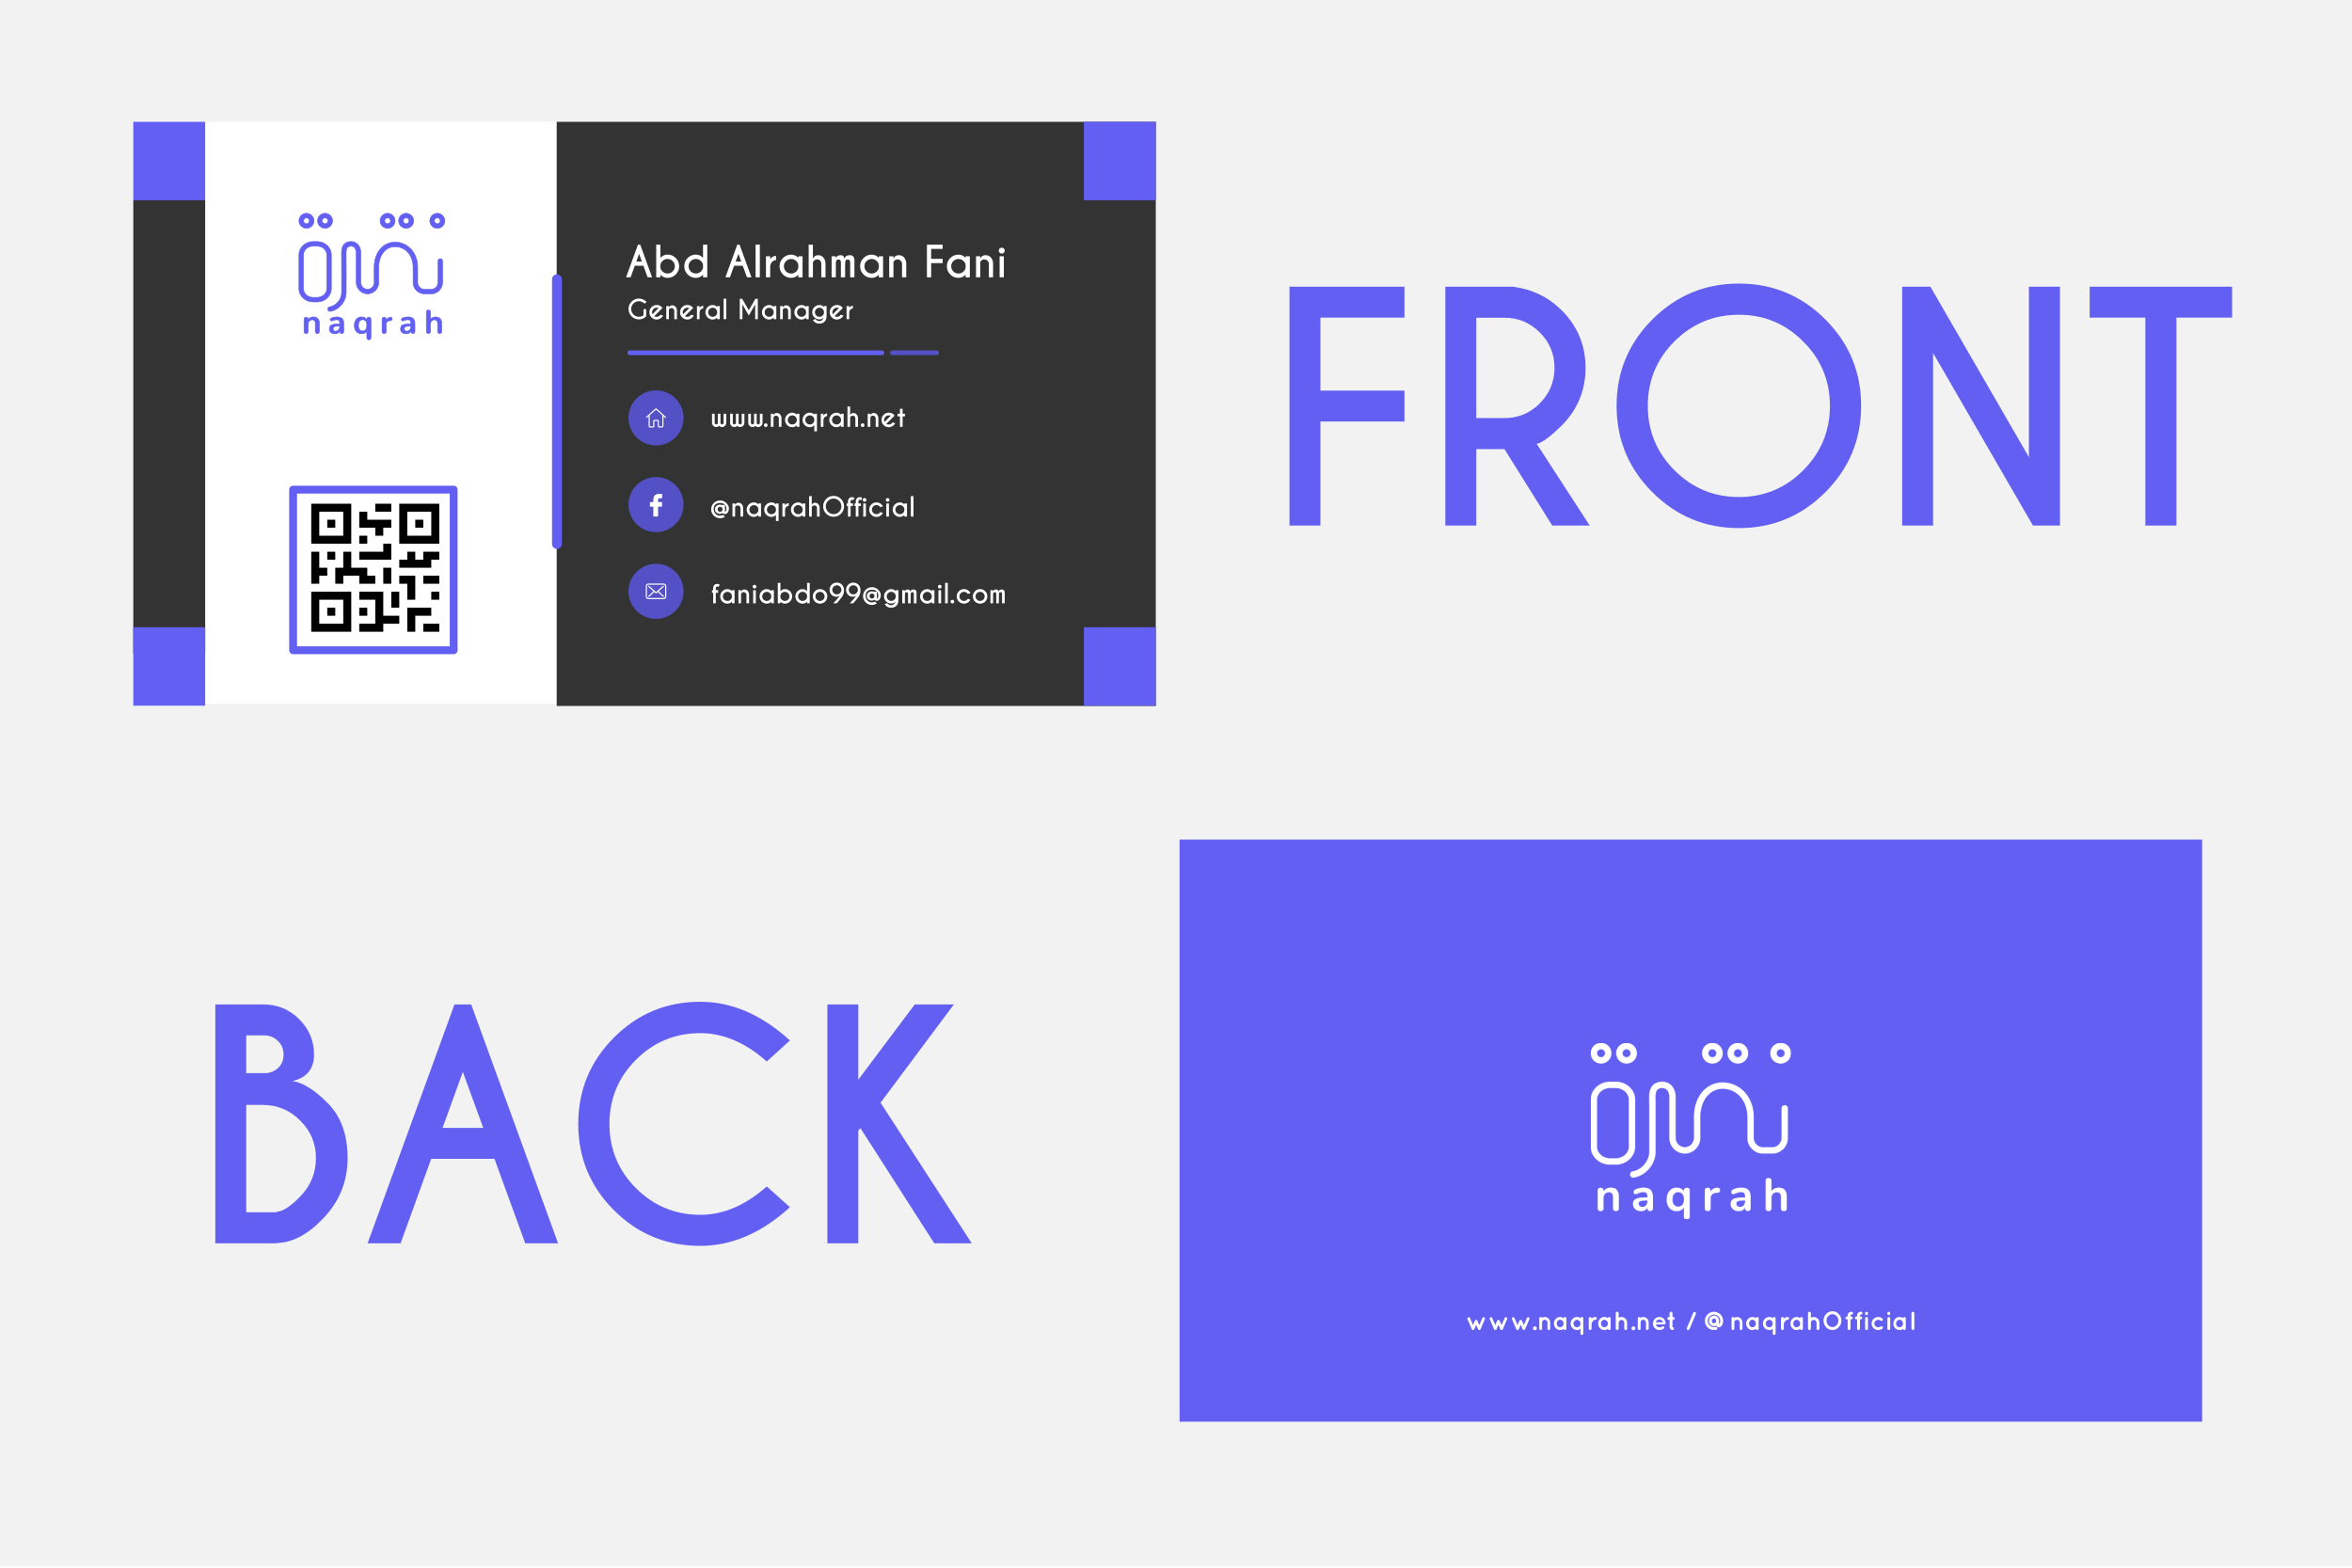 نقرة
naqrah
Abd Alrahman Fani
General Manager
www.naqrah.net
@naqrahOfficial
faniabdo99@gmail.com
FRONT
BACK
نقرة
naqrah
www.naqrah.net / @naqrahOfficial